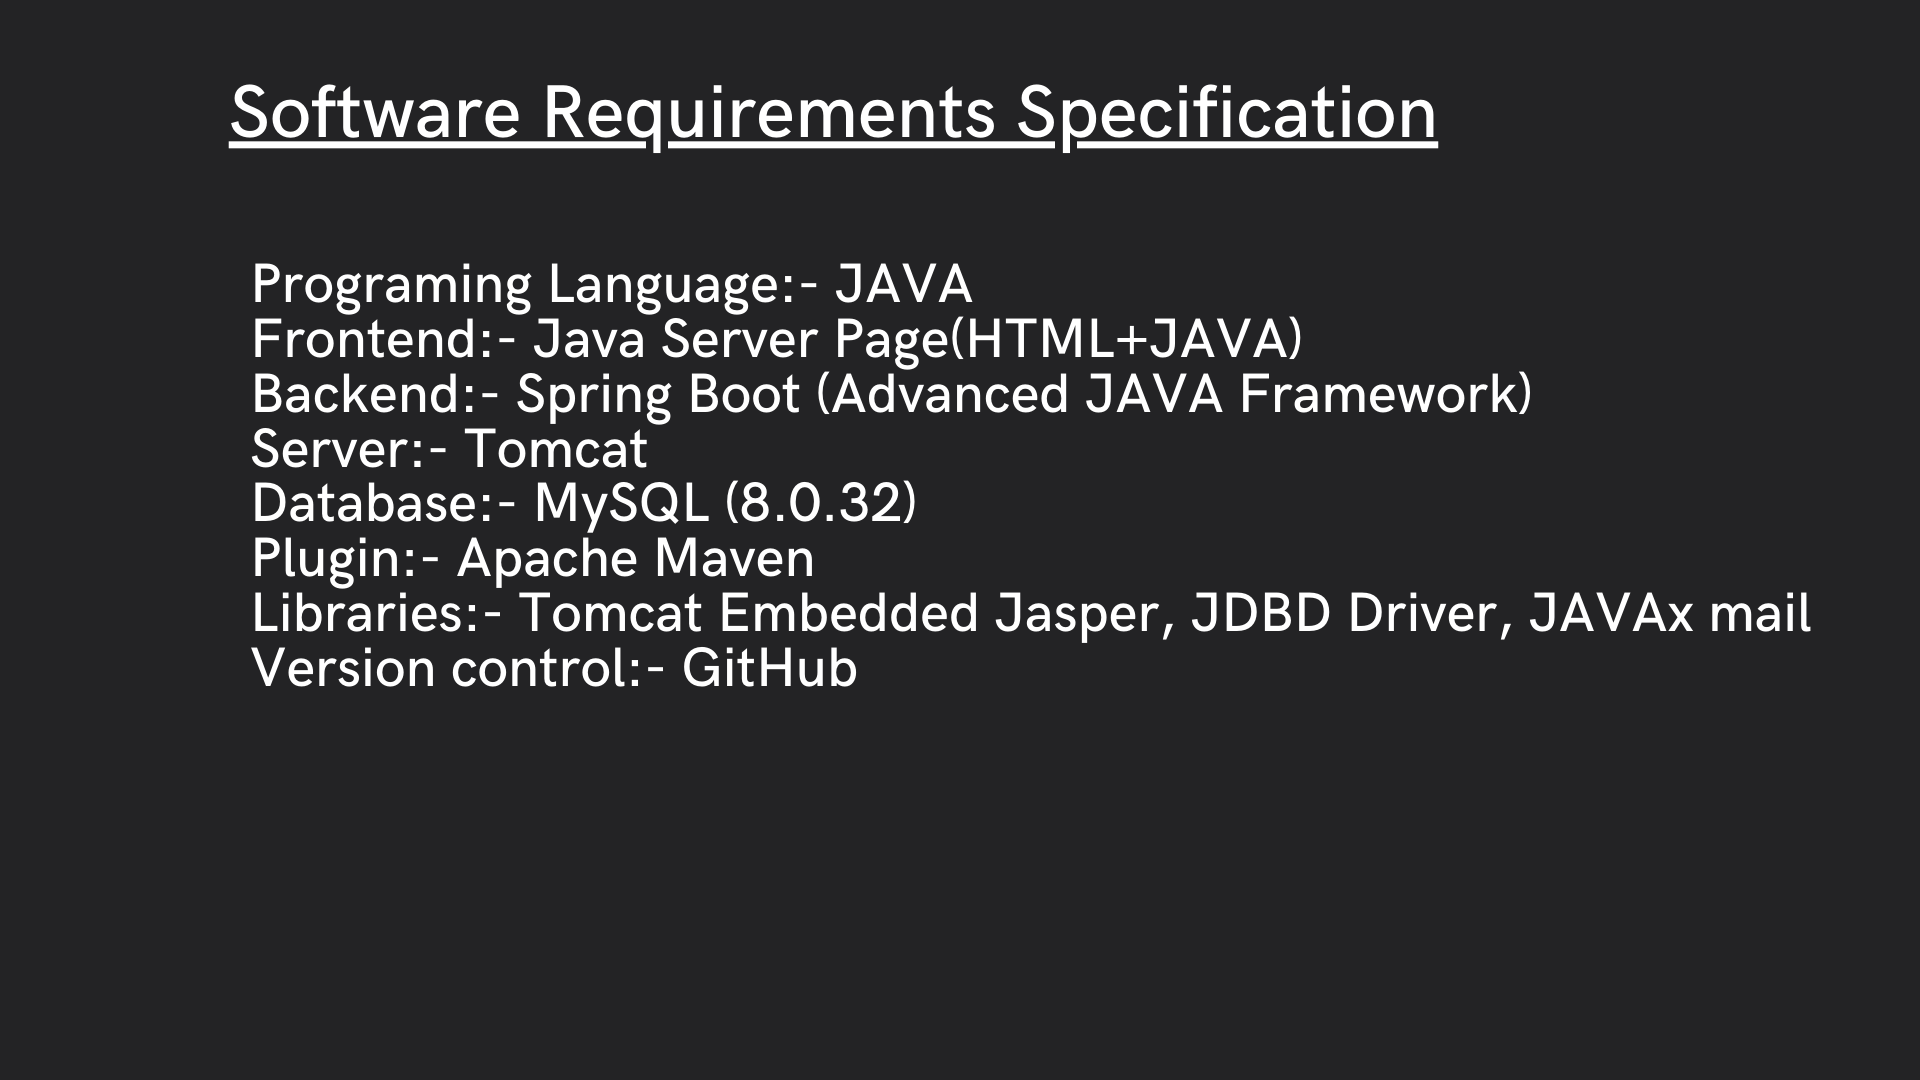 Software Requirements Specification
Programing Language:- JAVA
Frontend:- Java Server Page(HTML+JAVA)
Backend:- Spring Boot (Advanced JAVA Framework)
Server:- Tomcat
Database:- MySQL (8.0.32)
Plugin:- Apache Maven
Libraries:- Tomcat Embedded Jasper, JDBD Driver, JAVAx mail
Version control:- GitHub